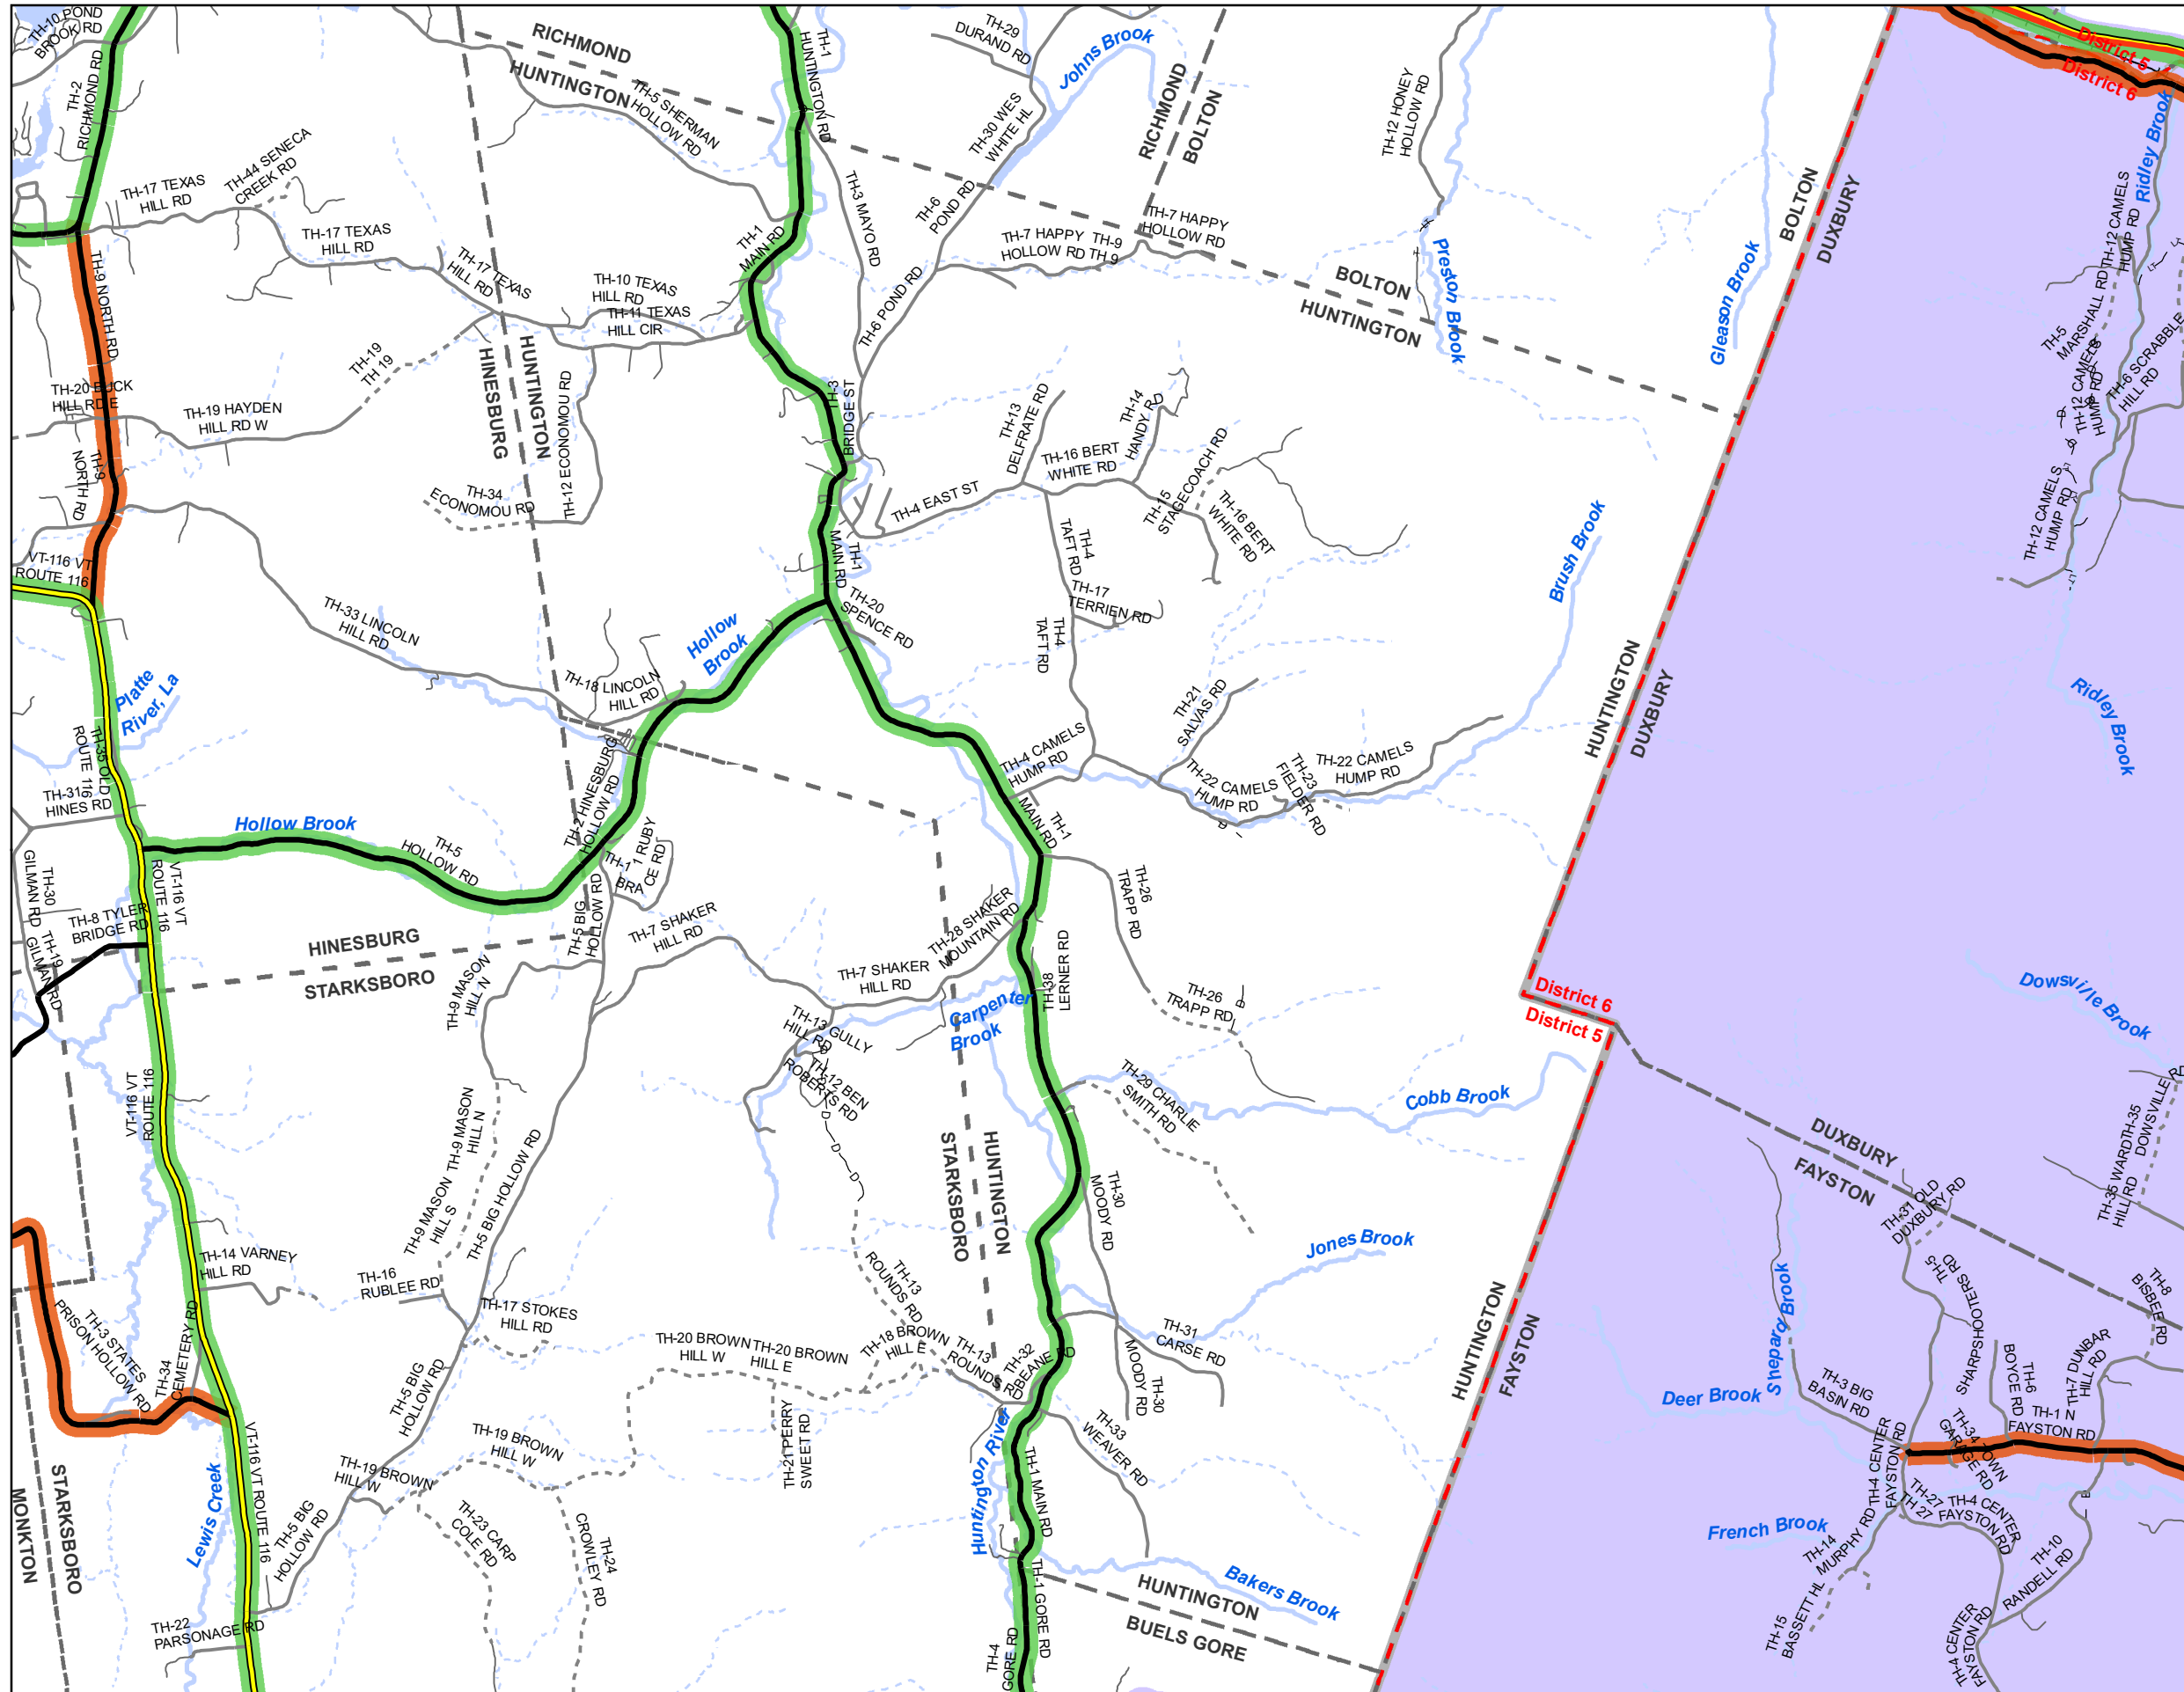 TH-10 POND
BROOK RD
TH-2
RICHMOND RD
RICHMOND
HUNTINGTON
TH-5 SHERMAN
HOLLOW RD
TH-1
HUNTINGTON RD
TH-29
DURAND RD
Johns Brook
TH-30 WES
WHITE HL
RICHMOND
BOLTON
TH-12 HONEY
HOLLOW RD
District 5
District 6
Ridley Brook
TH-17 TEXAS
HILL RD
TH-44 SENECA
CREEK RD
TH-17 TEXAS
HILL RD
TH-17 TEXAS
HILL RD
TH-10 TEXAS
HILL RD
TH-11 TEXAS
HILL CIR
TH-1
MAIN RD
TH-3 MAYO RD
TH-6
POND RD
TH-6 POND RD
TH-7 HAPPY
HOLLOW RD
TH-9
TH 9
TH-7 HAPPY
HOLLOW RD
BOLTON
HUNTINGTON
Preston Brook
Gleason Brook
BOLTON
DUXBURY
TH-12 CAMELS
HUMP RD
TH-5
MARSHALL RD
TH-12 CAMELS
HUMP RD
TH-6 SCRABBLE
HILL RD
TH-12 CAMELS
HUMP RD
TH-9 NORTH RD
TH-20 BUCK
HILL RD E
TH-19 HAYDEN
HILL RD W
TH-19
TH 19
HINESBURG
HUNTINGTON
TH-12 ECONOMOU RD
TH-34
ECONOMOU RD
TH-3
BRIDGE ST
TH-13
DELFRATE RD
TH-14
HANDY RD
TH-16 BERT
WHITE RD
TH-4 EAST ST
TH-15
STAGECOACH RD
TH-16 BERT
WHITE RD
TH-9
NORTH RD
VT-116 VT
ROUTE 116
TH-33 LINCOLN
HILL RD
TH-1
MAIN RD
TH-20
SPENCE RD
TH-4
TAFT RD
TH-17
TERRIEN RD
TH-4
TAFT RD
Brush Brook
Hollow
Brook
TH-18 LINCOLN
HILL RD
Platte
River, La
TH-35 OLD
ROUTE 116
TH-31
HINES RD
Hollow Brook
TH-5
HOLLOW RD
TH-2 HINESBURG
HOLLOW RD
TH-1 1 RUBY
BRA CE RD
TH-4 CAMELS
HUMP RD
TH-21
SALVAS RD
TH-22 CAMELS
HUMP RD
TH-23
FIELDER RD
TH-22 CAMELS
HUMP RD
HUNTINGTON
DUXBURY
Ridley Brook
TH-1
MAIN RD
TH-30
GILMAN RD
TH-8 TYLER
BRIDGE RD
VT-116 VT
ROUTE 116
TH-19
GILMAN RD
HINESBURG
STARKSBORO
TH-5 BIG
HOLLOW RD
TH-7 SHAKER
HILL RD
TH-28 SHAKER
MOUNTAIN RD
TH-7 SHAKER
HILL RD
TH-9 MASON
HILL N
TH-26
TRAPP RD
TH-38
LERNER RD
TH-26
TRAPP RD
Carpenter
Brook
District 6
District 5
Dowsville Brook
TH-13 GULLY
HILL RD
TH-12 BEN
ROBERTS RD
TH-29 CHARLIE
SMITH RD
Cobb Brook
VT-116 VT
ROUTE 116
TH-9 MASON
HILL N
TH-9 MASON
HILL S
TH-5 BIG HOLLOW RD
STARKSBORO
HUNTINGTON
TH-30
MOODY RD
DUXBURY
FAYSTON
TH-35
DOWSVILLE RD
TH-35 WARD
HILL RD
TH-31 OLD
DUXBURY RD
Jones Brook
TH-14 VARNEY
HILL RD
TH-16
RUBLEE RD
TH-17 STOKES
HILL RD
TH-13
ROUNDS RD
TH-3 STATES
PRISON HOLLOW RD
TH-34
CEMETERY RD
TH-20 BROWN
HILL W
TH-20 BROWN
HILL E
TH-18 BROWN
HILL E
TH-13
ROUNDS RD
TH-32
BEANE RD
TH-31
CARSE RD
MOODY RD
TH-30
HUNTINGTON
FAYSTON
Shepard Brook
Deer Brook
TH-5
SHARPSHOOTERS RD
TH-8
BISBEE RD
TH-3 BIG
BASIN RD
TH-6
BOYCE RD
TH-7 DUNBAR
HILL RD
TH-1 N
FAYSTON RD
TH-34 TOWN
GARAGE RD
TH-4 CENTER
FAYSTON RD
TH-5 BIG
HOLLOW RD
TH-19 BROWN
HILL W
TH-19 BROWN
HILL W
TH-21 PERRY
SWEET RD
TH-33
WEAVER RD
Huntington River
TH-1 MAIN RD
VT-116 VT ROUTE 116
Lewis Creek
MONKTON
STARKSBORO
TH-5 BIG
HOLLOW RD
TH-23 CARP
COLE RD
TH-24
CROWLEY RD
French Brook
TH-27
TH 27
TH-4 CENTER
FAYSTON RD
TH-14
MURPHY RD
TH-10
RANDELL RD
TH-15
BASSETT HL
TH-4 CENTER
FAYSTON RD
TH-22
PARSONAGE RD
TH-1 GORE RD
TH-4
GORE RD
HUNTINGTON
BUELS GORE
Bakers Brook